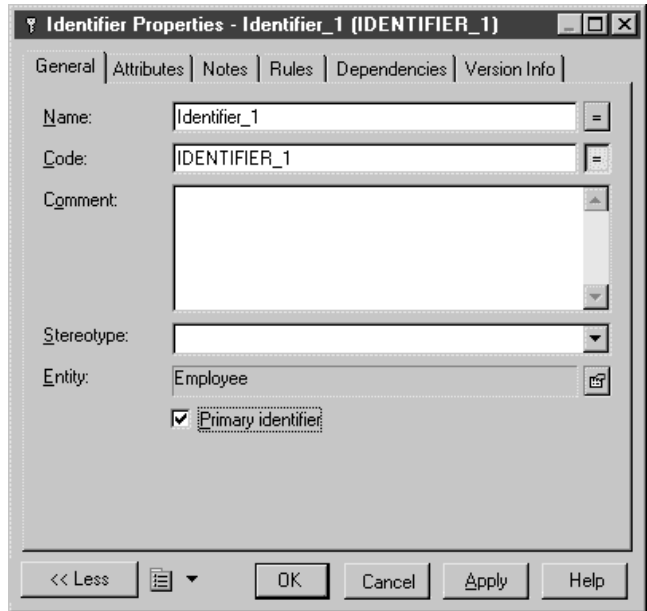 Identifier Properties - Identifier_1 (IDENTIFIER_1)
General Attributes Notes Rules Dependencies Version Info
Name: Identifier_1 =
Code: IDENTIFIER_1 =
Comment:
Stereotype:
Entity: Employee
Primary identifier
<< Less OK Cancel Apply Help